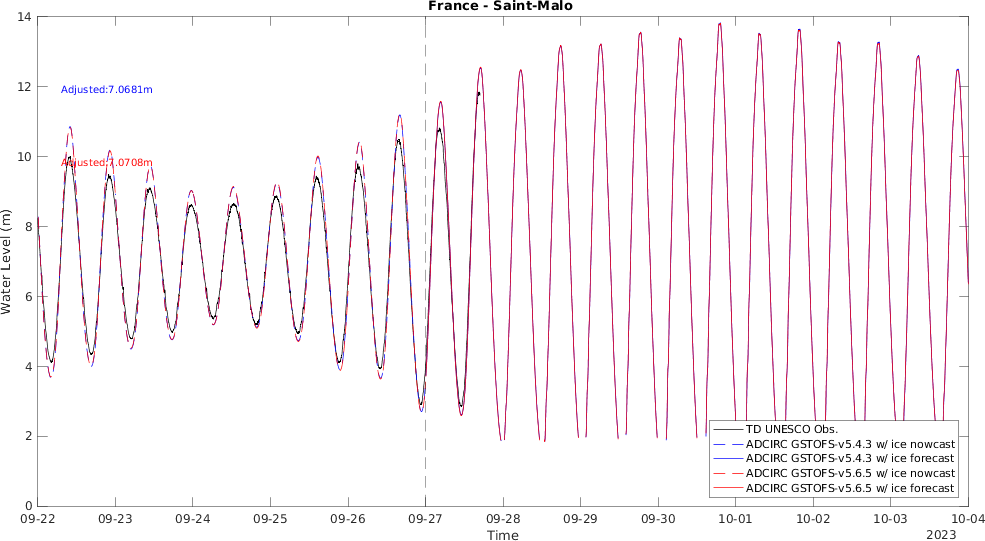 France - Saint-Malo
14
12
10
8
6
4
2
0
Water Level (m)
Adjusted:7.0681m
Adjusted:7.0708m
TD UNESCO Obs.
ADCIRC GSTOFS-v5.4.3 w/ ice nowcast
ADCIRC GSTOFS-v5.4.3 w/ ice forecast
ADCIRC GSTOFS-v5.6.5 w/ ice nowcast
ADCIRC GSTOFS-v5.6.5 w/ ice forecast
09-22 09-23 09-24 09-25 09-26 09-27 09-28 09-29 09-30 10-01 10-02 10-03 10-04
Time
2023